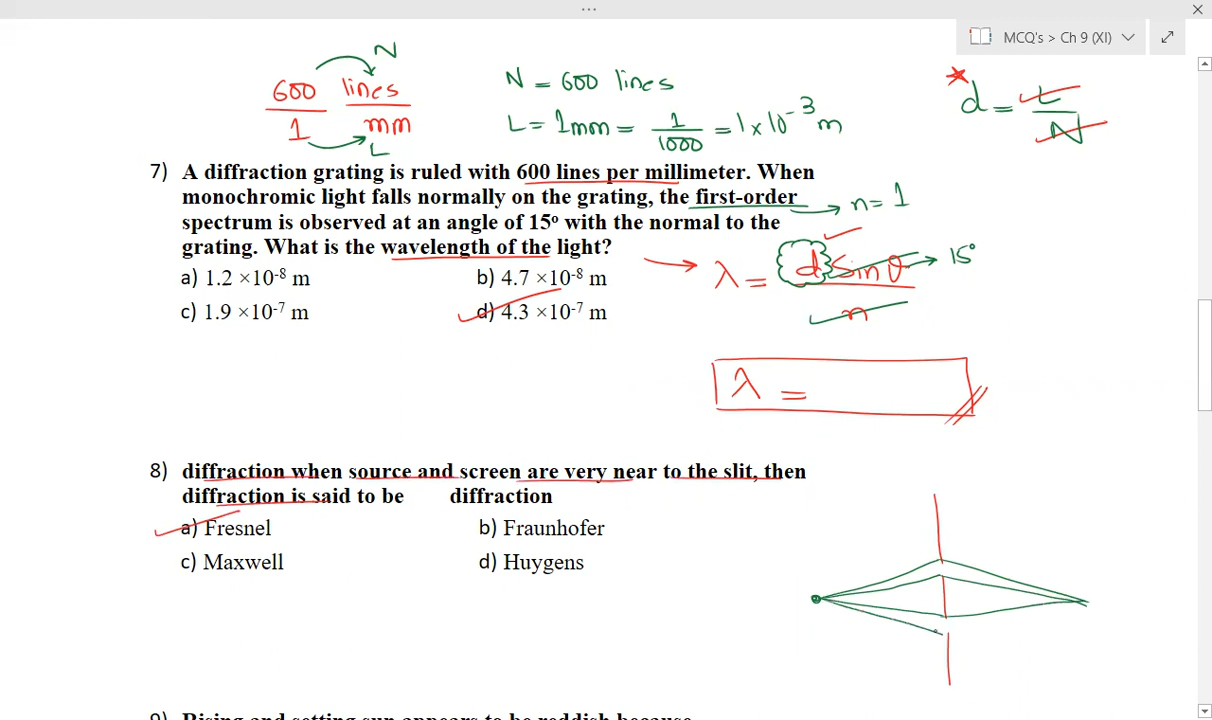 MCQ's > Ch 9 (XI)
600 lines N
1 mm L
N = 600 lines
L = 1mm = 1/1000 = 1 x 10⁻³ m
* d = L/N
7) A diffraction grating is ruled with 600 lines per millimeter. When
monochromic light falls normally on the grating, the first-order
spectrum is observed at an angle of 15º with the normal to the
grating. What is the wavelength of the light?
a) 1.2 ×10⁻⁸ m b) 4.7 ×10⁻⁸ m
c) 1.9 ×10⁻⁷ m d) 4.3 ×10⁻⁷ m
n = 1
λ = d Sin θ / n
15°
λ =
8) diffraction when source and screen are very near to the slit, then
diffraction is said to be diffraction
a) Fresnel b) Fraunhofer
c) Maxwell d) Huygens
9) Rising and setting sun appears to be reddish because